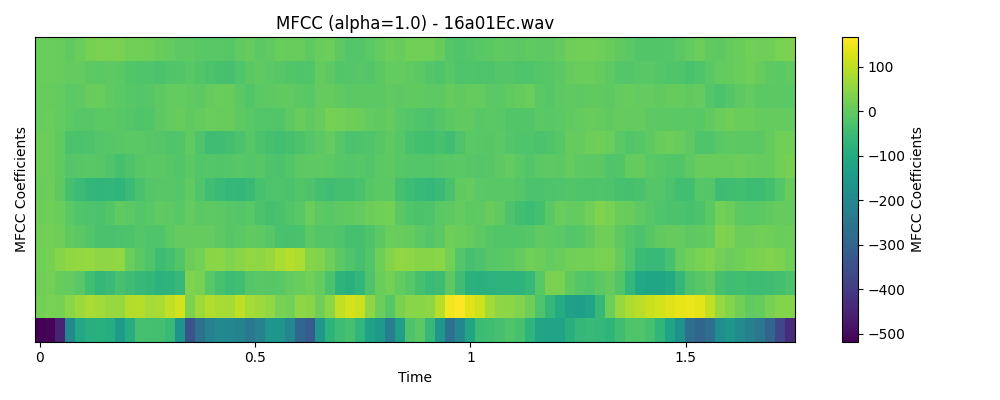 MFCC (alpha=1.0) - 16a01Ec.wav
MFCC Coefficients
0
0.5
1
1.5
Time
100
0
−100
−200
−300
−400
−500
MFCC Coefficients